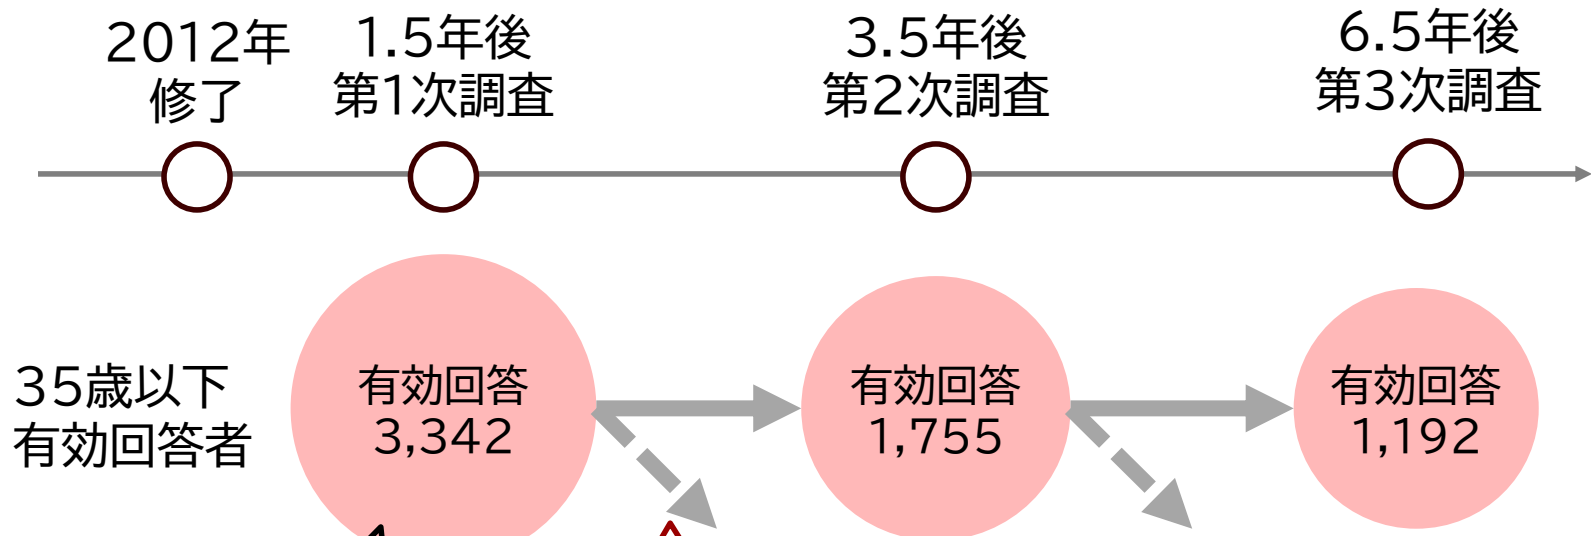 2012年
修了
1.5年後
第1次調査
3.5年後
第2次調査
6.5年後
第3次調査
35歳以下
有効回答者
有効回答
3,342
有効回答
1,755
有効回答
1,192